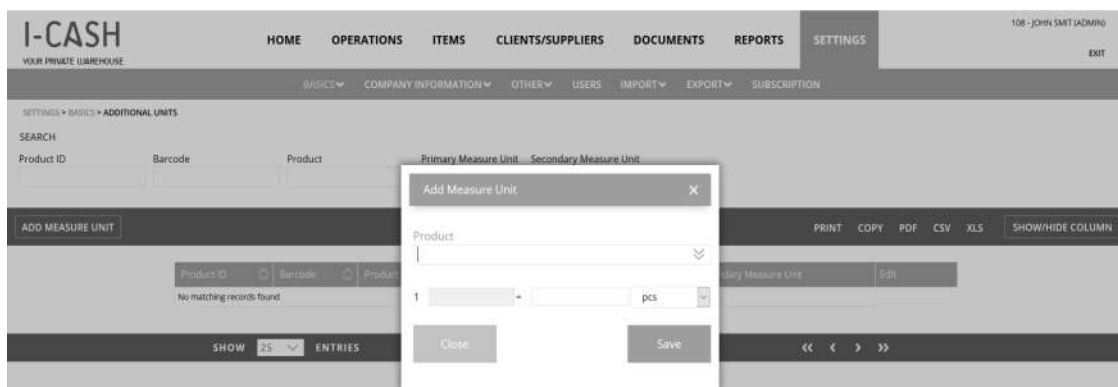 I-CASH
YOUR PRIVATE WAREHOUSE
HOME OPERATIONS ITEMS CLIENTS/SUPPLIERS DOCUMENTS REPORTS SETTINGS
108 - JOHN SMIT (ADMIN)
EXIT
BASICS COMPANY INFORMATION OTHER USERS IMPORT EXPORT SUBSCRIPTION
SETTINGS > BASICS > ADDITIONAL UNITS
SEARCH
Product ID Barcode Product Primary Measure Unit Secondary Measure Unit
Add Measure Unit X
ADD MEASURE UNIT PRINT COPY PDF CSV XLS SHOW/HIDE COLUMN
Product
Product ID Barcode Product Measure Unit Edit
No matching records found
1 = pcs
Close Save
SHOW 25 ENTRIES << < > >>